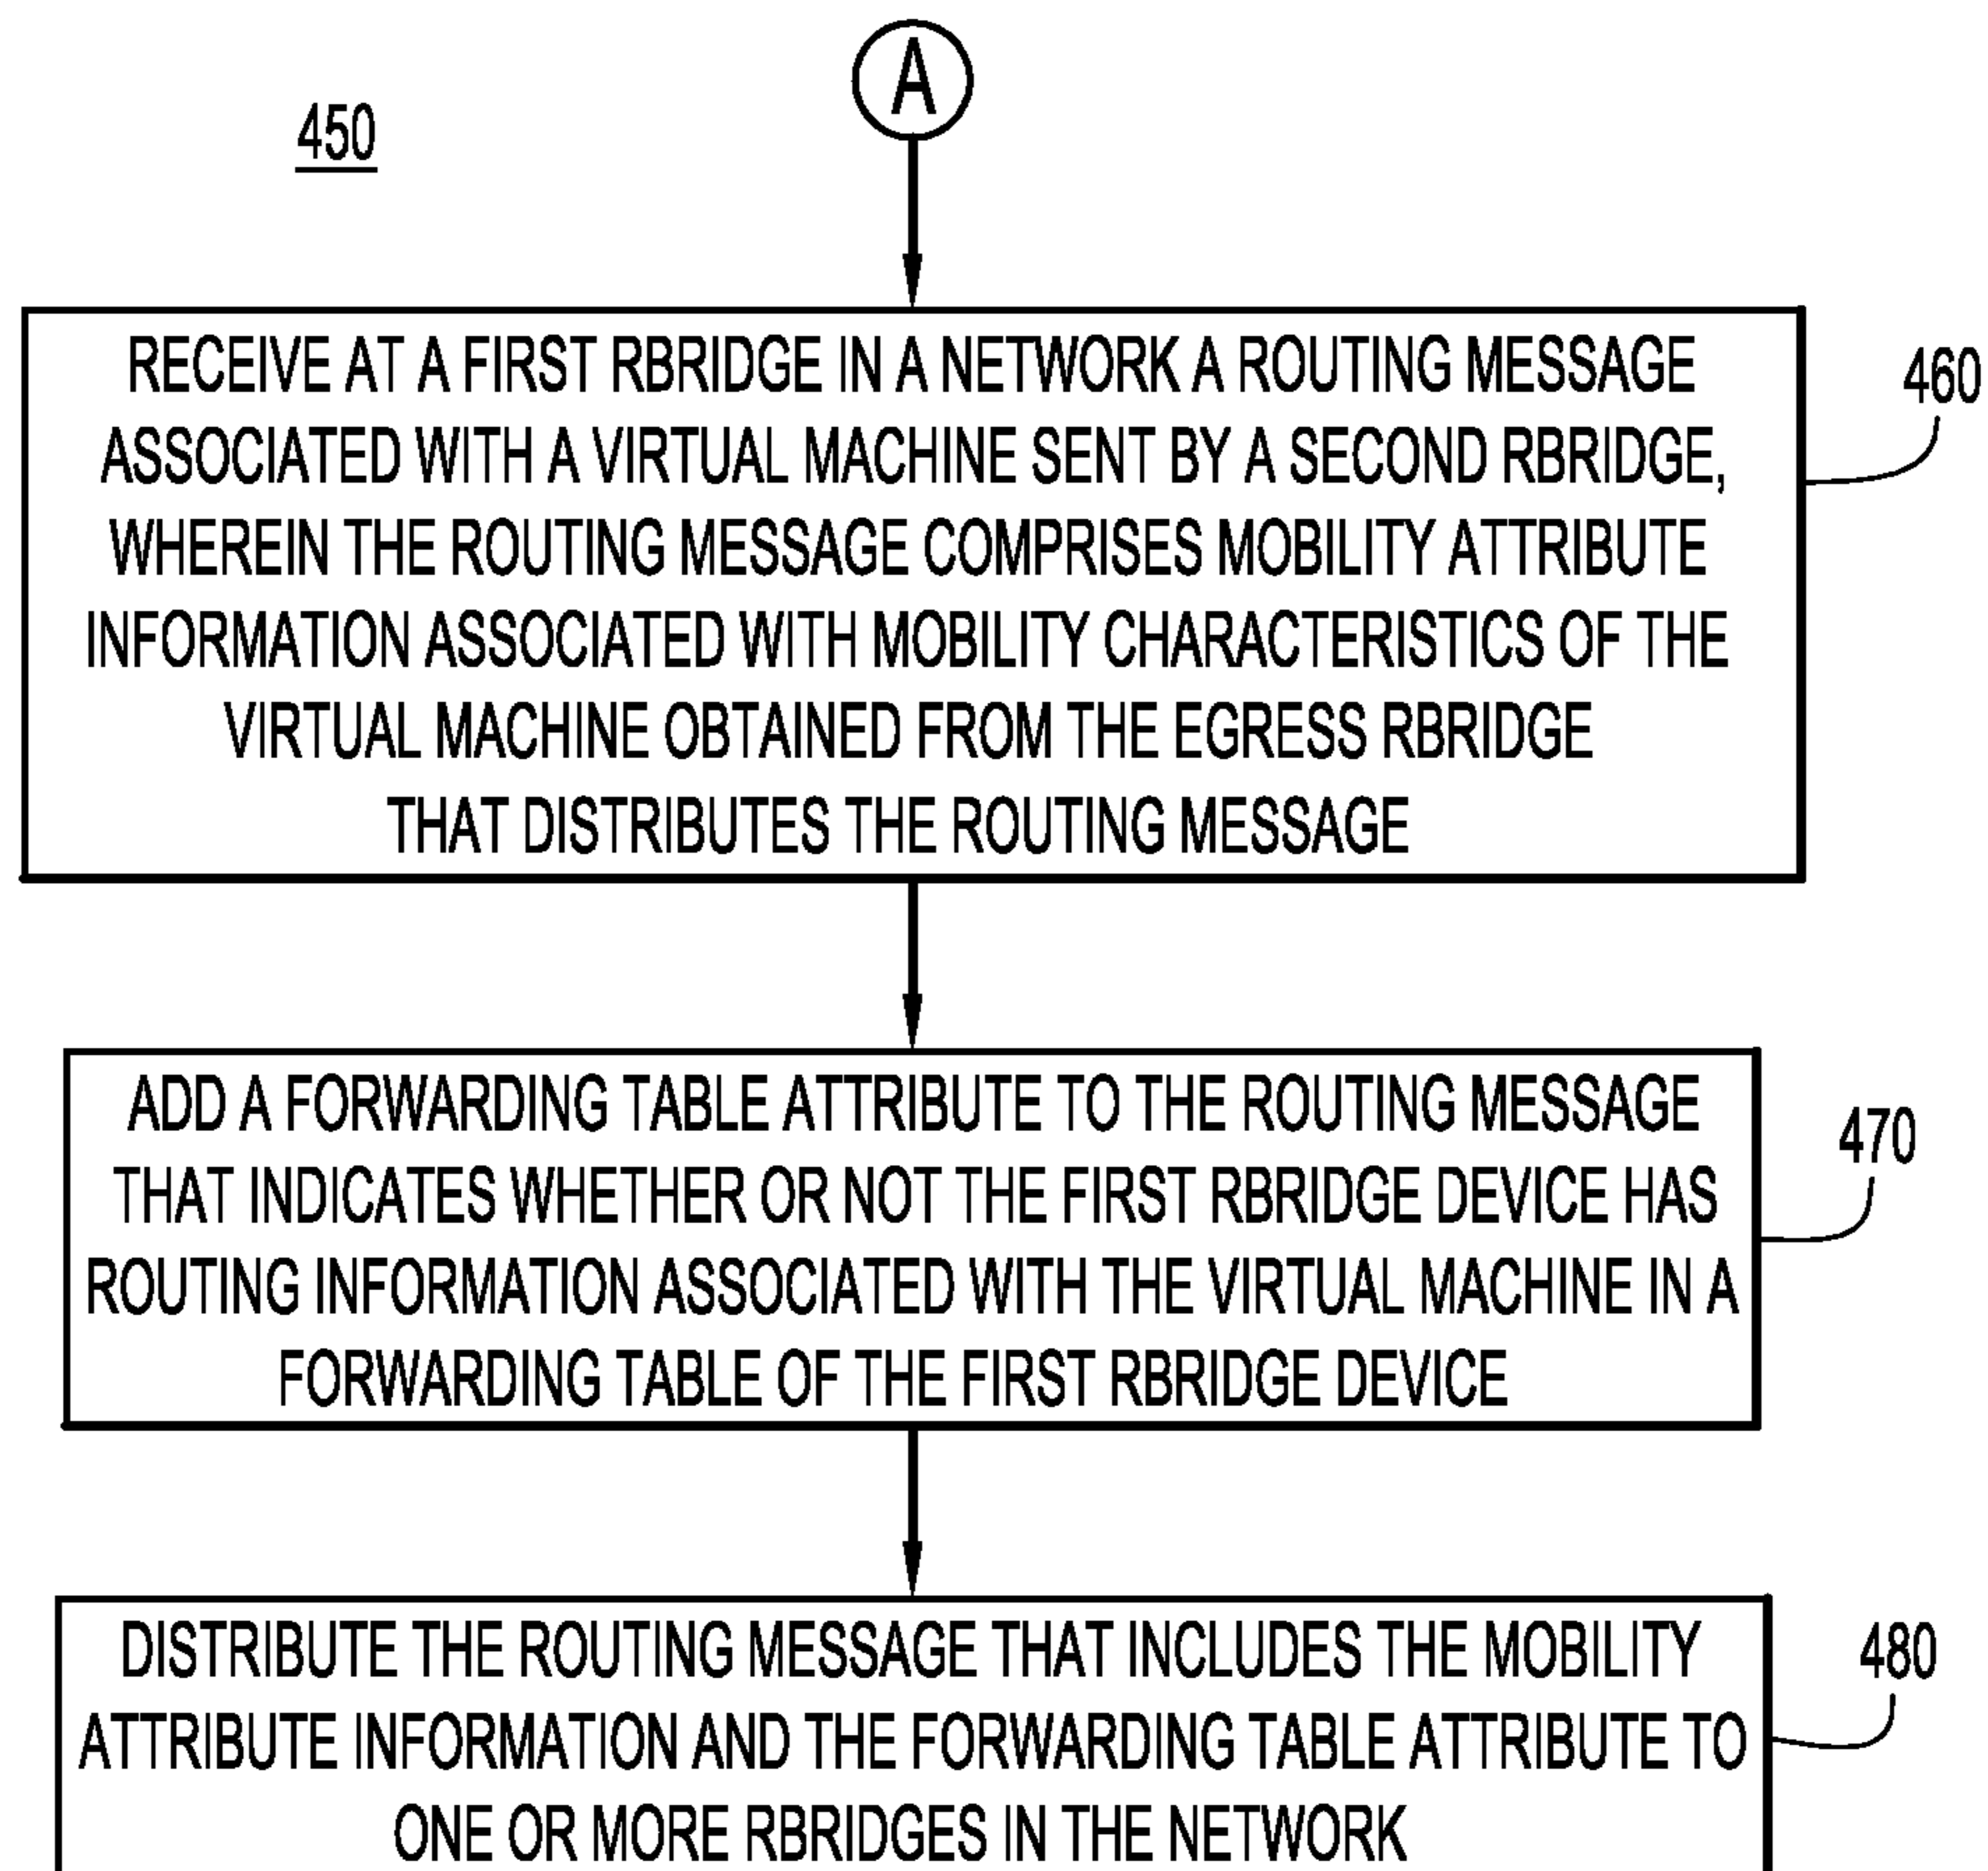 A
450
RECEIVE AT A FIRST RBRIDGE IN A NETWORK A ROUTING MESSAGE
ASSOCIATED WITH A VIRTUAL MACHINE SENT BY A SECOND RBRIDGE,
WHEREIN THE ROUTING MESSAGE COMPRISES MOBILITY ATTRIBUTE
INFORMATION ASSOCIATED WITH MOBILITY CHARACTERISTICS OF THE
VIRTUAL MACHINE OBTAINED FROM THE EGRESS RBRIDGE
THAT DISTRIBUTES THE ROUTING MESSAGE
460
ADD A FORWARDING TABLE ATTRIBUTE TO THE ROUTING MESSAGE
THAT INDICATES WHETHER OR NOT THE FIRST RBRIDGE DEVICE HAS
ROUTING INFORMATION ASSOCIATED WITH THE VIRTUAL MACHINE IN A
FORWARDING TABLE OF THE FIRST RBRIDGE DEVICE
470
DISTRIBUTE THE ROUTING MESSAGE THAT INCLUDES THE MOBILITY
ATTRIBUTE INFORMATION AND THE FORWARDING TABLE ATTRIBUTE TO
ONE OR MORE RBRIDGES IN THE NETWORK
480